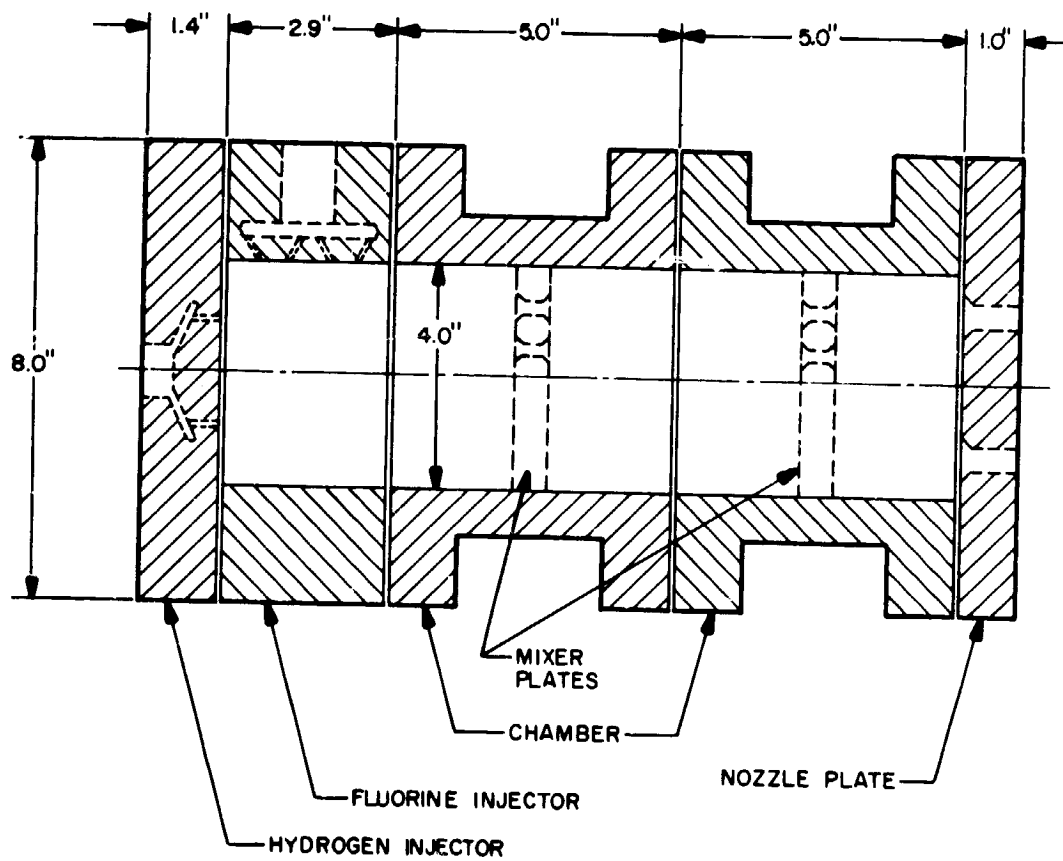 1.4"
2.9"
5.0"
5.0"
1.0"
8.0"
4.0"
MIXER
PLATES
CHAMBER
NOZZLE PLATE
FLUORINE INJECTOR
HYDROGEN INJECTOR